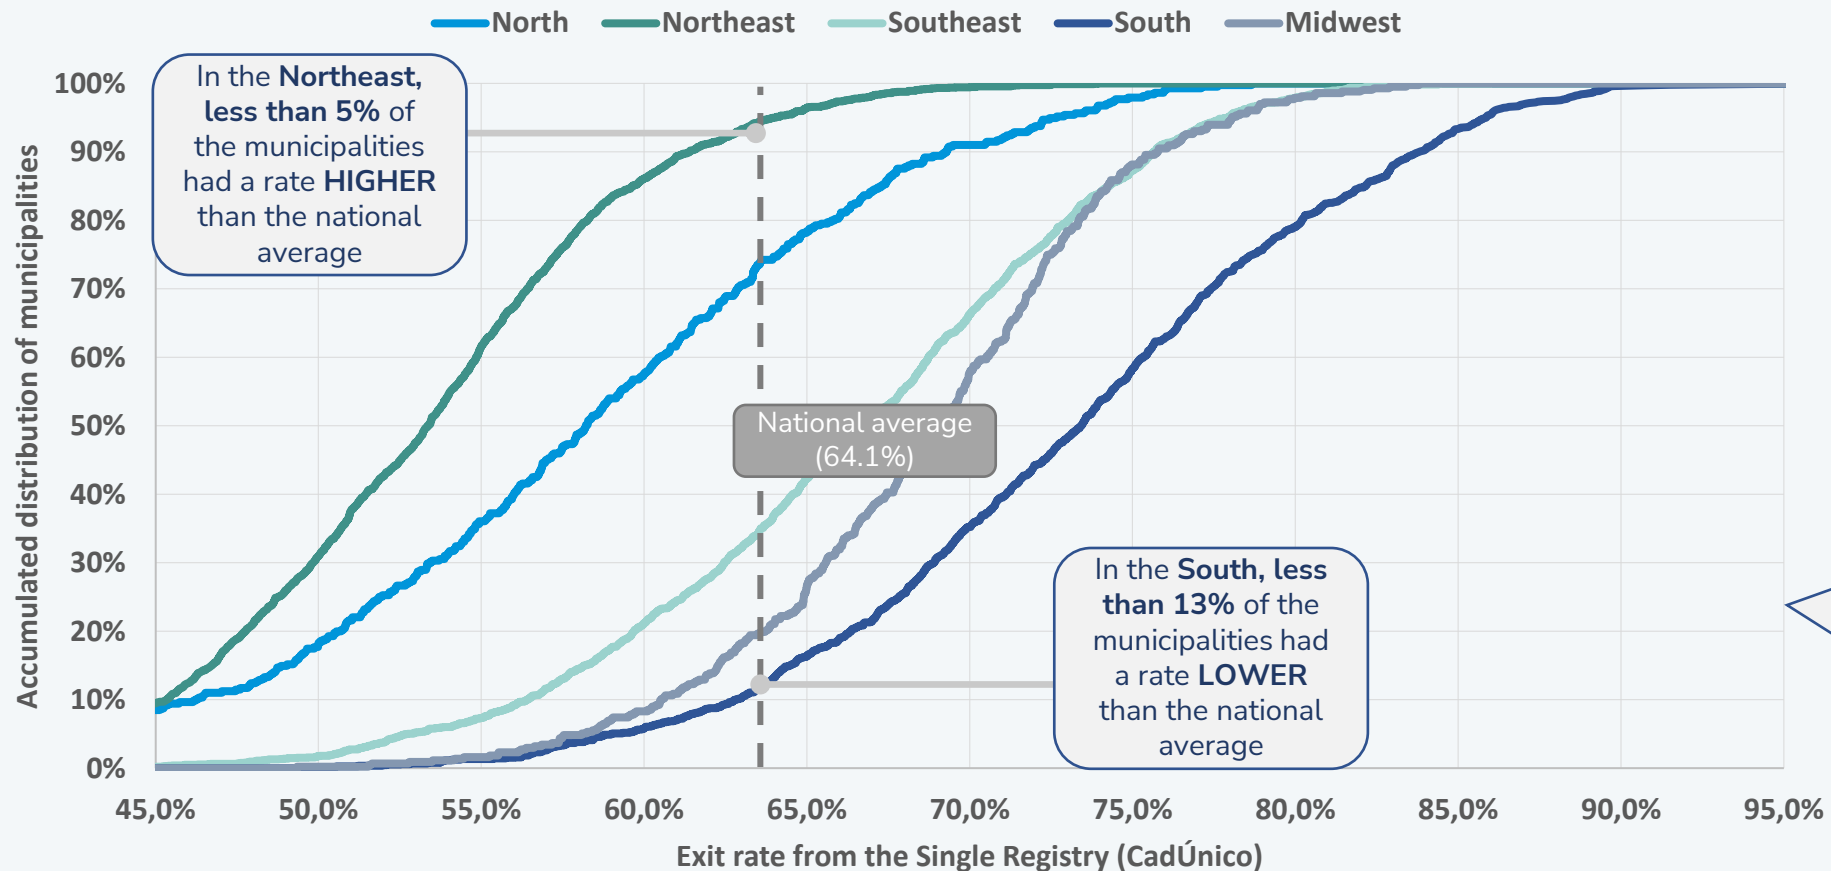 North Northeast Southeast South Midwest
In the Northeast,
less than 5% of
the municipalities
had a rate HIGHER
than the national
average
Accumulated distribution of municipalities
100%
90%
80%
70%
60%
50%
40%
30%
20%
10%
0%
National average
(64.1%)
In the South, less
than 13% of the
municipalities had
a rate LOWER
than the national
average
45,0% 50,0% 55,0% 60,0% 65,0% 70,0% 75,0% 80,0% 85,0% 90,0% 95,0%
Exit rate from the Single Registry (CadÚnico)